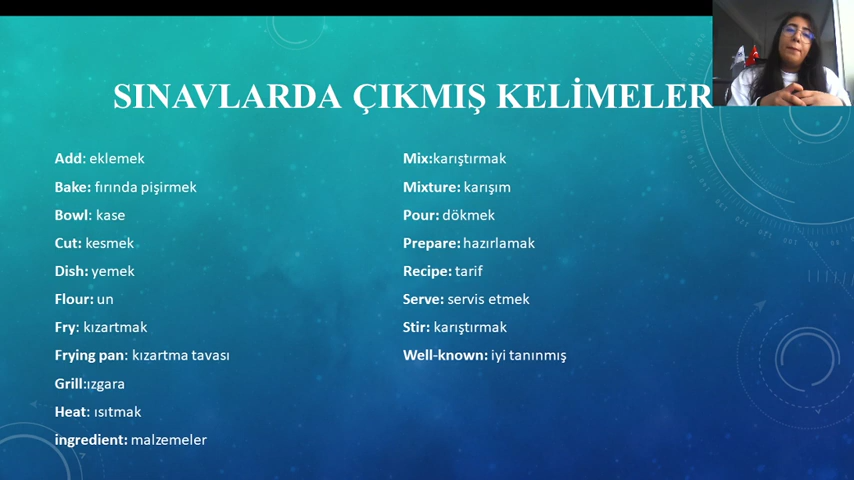 SINAVLARDA ÇIKMIŞ KELİMELER
Add: eklemek
Bake: fırında pişirmek
Bowl: kase
Cut: kesmek
Dish: yemek
Flour: un
Fry: kızartmak
Frying pan: kızartma tavası
Grill:ızgara
Heat: ısıtmak
ingredient: malzemeler
Mix:karıştırmak
Mixture: karışım
Pour: dökmek
Prepare: hazırlamak
Recipe: tarif
Serve: servis etmek
Stir: karıştırmak
Well-known: iyi tanınmış